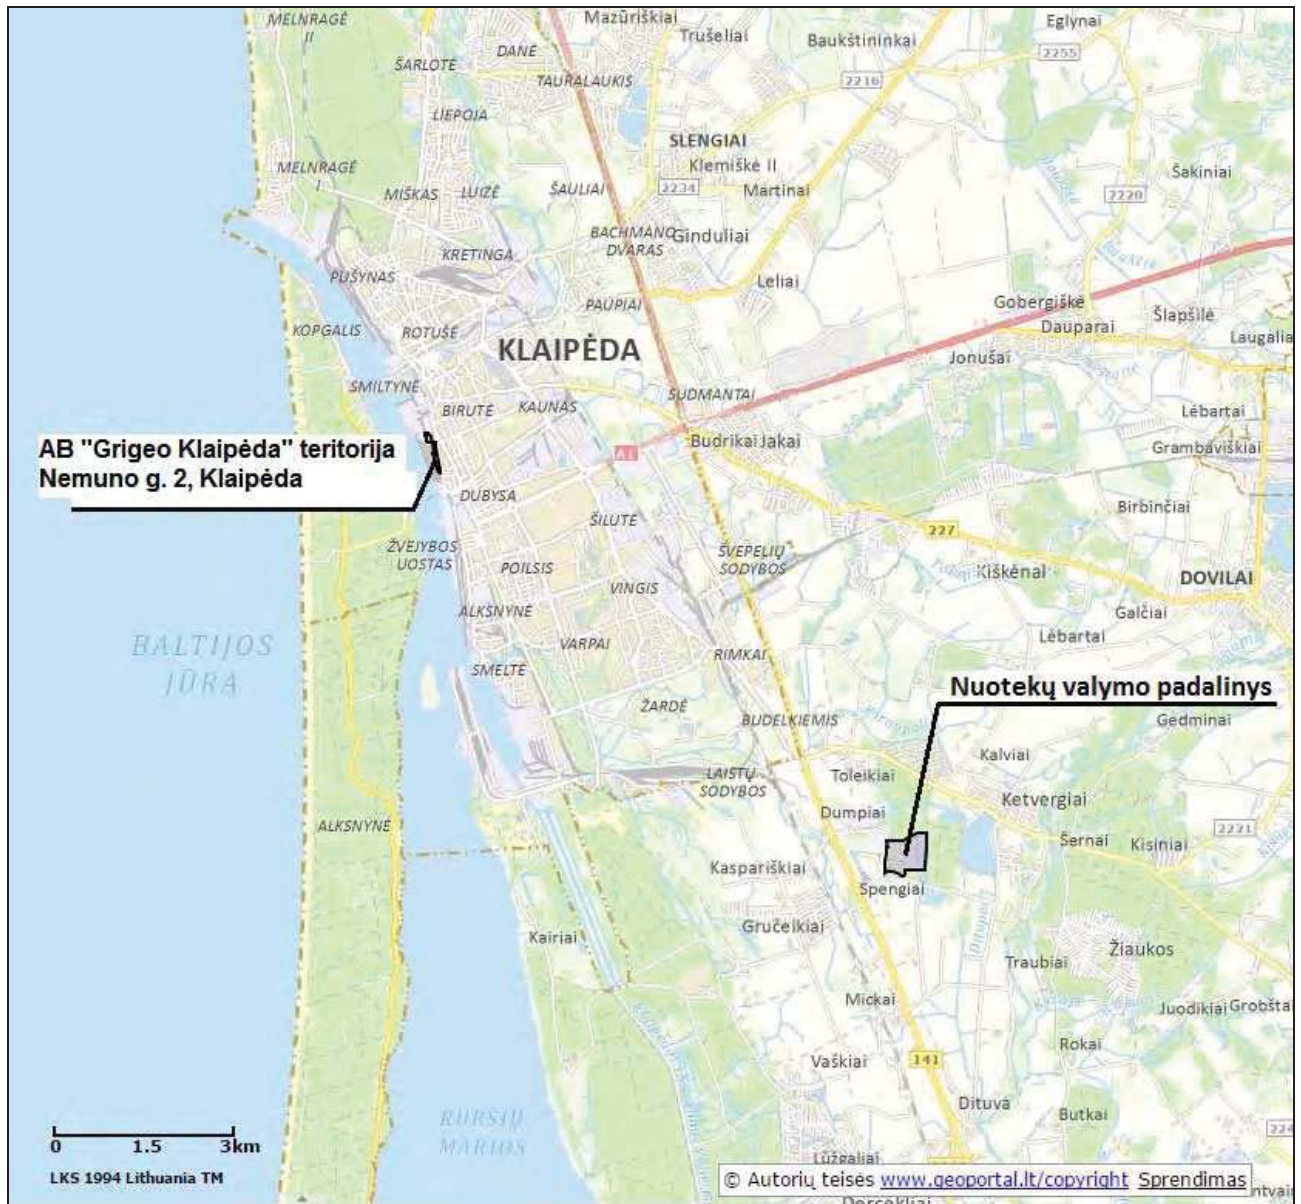 MELNRAGĖ
II
Mazūriškiai
Eglynai
DANĖ
Trušeliai
Baukštininkai
2255
ŠARLOTĖ
TAURALAUKIS
2216
LIEPOJA
SLENGIAI
MELNRAGĖ
I
Klemiškė II
Šakiniai
MIŠKAS
LUIZĖ
ŠAULIAI
2234
Martinai
2220
BACHMANO
DVARAS
Ginduliai
KRETINGA
PUŠYNAS
Leliai
PAUPIAI
Gobergiškė
KOPGALIS
ROTUŠĖ
Šlapšilė
Dauparai
KLAIPĖDA
Laugalia
Jonušai
SMILTYNĖ
SUDMANTAI
BIRUTĖ
KAUNAS
Lėbartai
AB "Grigeo Klaipėda" teritorija
Nemuno g. 2, Klaipėda
Budrikai
Jakai
Grambaviškiai
A1
DUBYSA
Birbinčiai
ŠILUTĖ
227
ŽVEJYBOS
UOSTAS
ŠVEPELIŲ
SODYBOS
POILSIS
Kiškėnai
DOVILAI
VINGIS
ALKSNYNĖ
Galčiai
BALTIJOS
JŪRA
VARPAI
Lėbartai
RIMKAI
SMELTĖ
Nuotekų valymo padalinys
ŽARDĖ
BUDELKIEMIS
Gedminai
Kalviai
LAISTŲ
SODYBOS
Toleikiai
Ketvergiai
Dumpiai
ALKSNYNĖ
2221
Šernai
Kisiniai
Kaspariškiai
Spengiai
Gručeikiai
Kairiai
Žiaukos
Traubiai
Mickai
Juodikiai
Grobšta
Rokai
Vaškiai
141
Dituva
Butkai
KURŠIŲ
MARIOS
0 1.5 3km
LKS 1994 Lithuania TM
Lūžgaliai
© Autorių teisės www.geoportal.lt/copyright Sprendimas